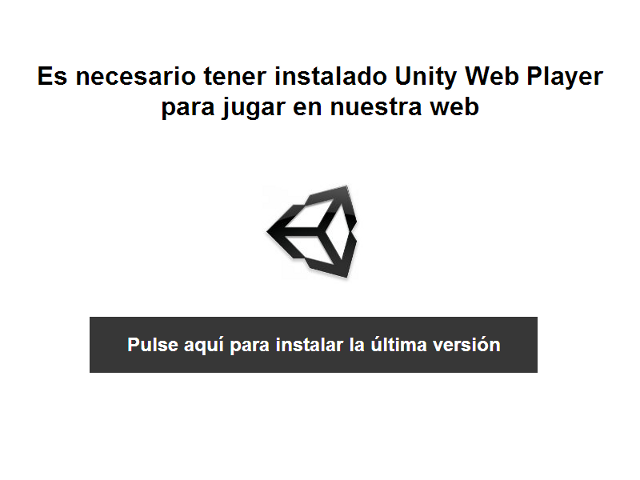 Es necesario tener instalado Unity Web Player
para jugar en nuestra web
Pulse aquí para instalar la última versión